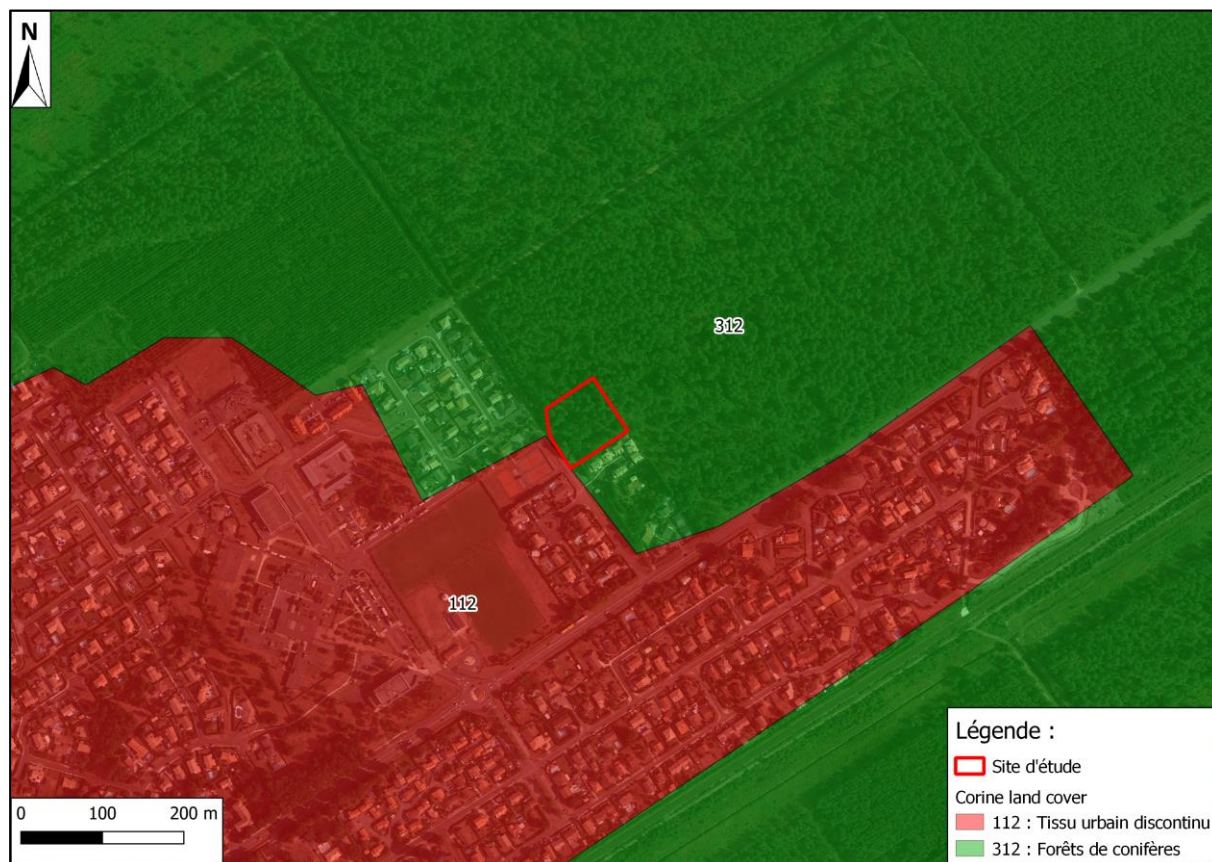 N
312
112
Légende :
Site d'étude
Corine land cover
112 : Tissu urbain discontinu
312 : Forêts de conifères
0 100 200 m